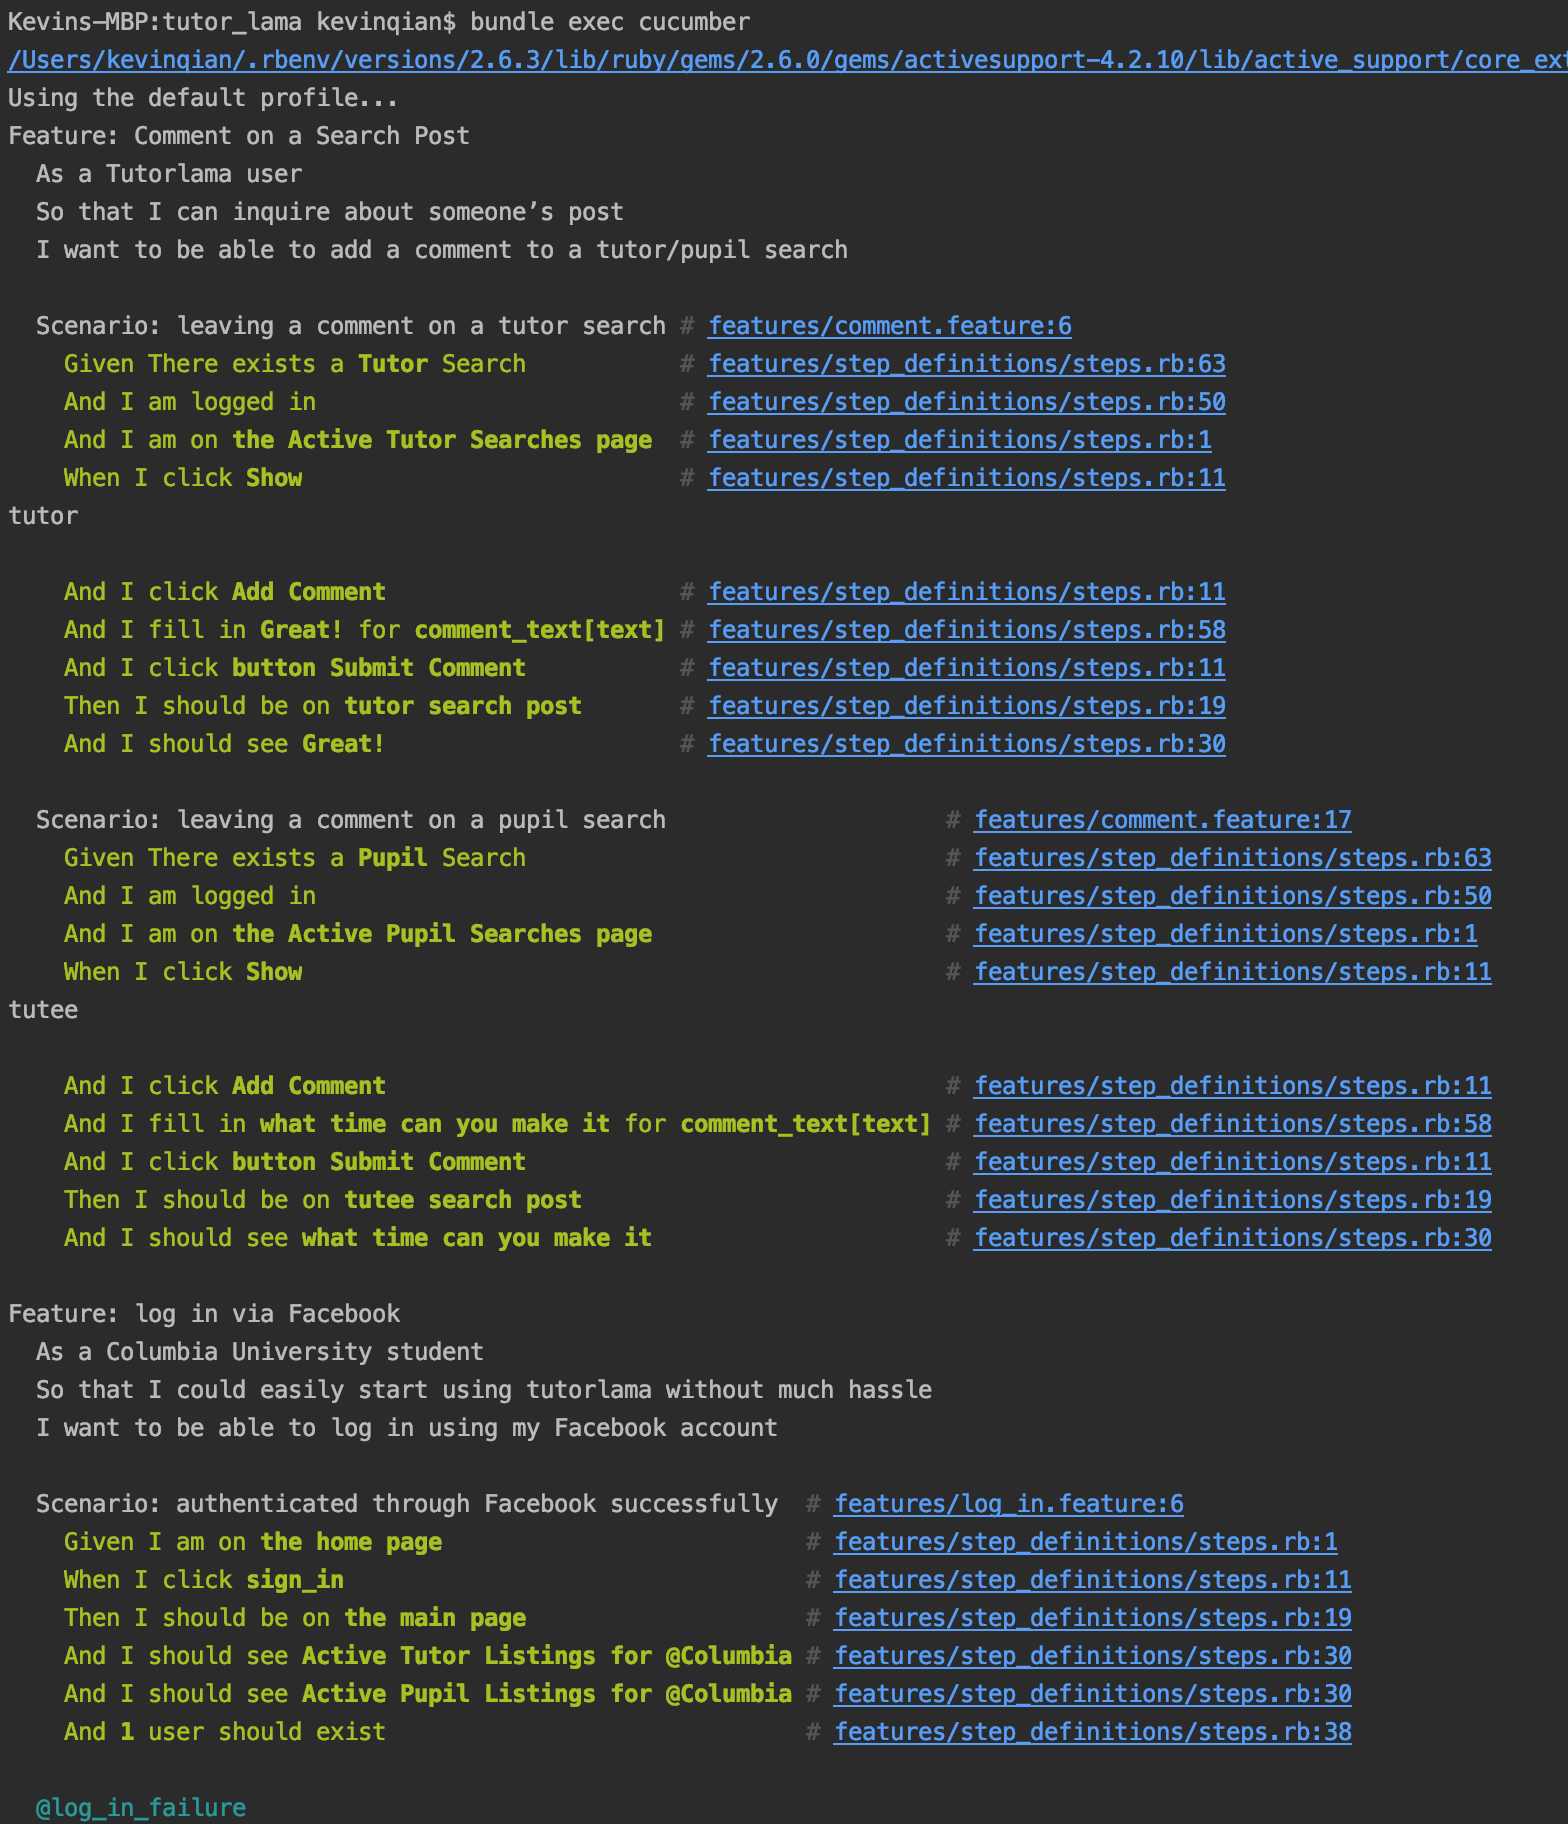 Kevins-MBP:tutor_lama kevinqian$ bundle exec cucumber
/Users/kevinqian/.rbenv/versions/2.6.3/lib/ruby/gems/2.6.0/gems/activesupport-4.2.10/lib/active_support/core_ext
Using the default profile...
Feature: Comment on a Search Post
  As a Tutorlama user
  So that I can inquire about someone’s post
  I want to be able to add a comment to a tutor/pupil search
  Scenario: leaving a comment on a tutor search # features/comment.feature:6
    Given There exists a Tutor Search           # features/step_definitions/steps.rb:63
    And I am logged in                          # features/step_definitions/steps.rb:50
    And I am on the Active Tutor Searches page  # features/step_definitions/steps.rb:1
    When I click Show                           # features/step_definitions/steps.rb:11
tutor
    And I click Add Comment                     # features/step_definitions/steps.rb:11
    And I fill in Great! for comment_text[text] # features/step_definitions/steps.rb:58
    And I click button Submit Comment           # features/step_definitions/steps.rb:11
    Then I should be on tutor search post       # features/step_definitions/steps.rb:19
    And I should see Great!                     # features/step_definitions/steps.rb:30
  Scenario: leaving a comment on a pupil search                    # features/comment.feature:17
    Given There exists a Pupil Search                              # features/step_definitions/steps.rb:63
    And I am logged in                                             # features/step_definitions/steps.rb:50
    And I am on the Active Pupil Searches page                     # features/step_definitions/steps.rb:1
    When I click Show                                              # features/step_definitions/steps.rb:11
tutee
    And I click Add Comment                                        # features/step_definitions/steps.rb:11
    And I fill in what time can you make it for comment_text[text] # features/step_definitions/steps.rb:58
    And I click button Submit Comment                              # features/step_definitions/steps.rb:11
    Then I should be on tutee search post                          # features/step_definitions/steps.rb:19
    And I should see what time can you make it                     # features/step_definitions/steps.rb:30
Feature: log in via Facebook
  As a Columbia University student
  So that I could easily start using tutorlama without much hassle
  I want to be able to log in using my Facebook account
  Scenario: authenticated through Facebook successfully  # features/log_in.feature:6
    Given I am on the home page                          # features/step_definitions/steps.rb:1
    When I click sign_in                                 # features/step_definitions/steps.rb:11
    Then I should be on the main page                    # features/step_definitions/steps.rb:19
    And I should see Active Tutor Listings for @Columbia # features/step_definitions/steps.rb:30
    And I should see Active Pupil Listings for @Columbia # features/step_definitions/steps.rb:30
    And 1 user should exist                              # features/step_definitions/steps.rb:38
  @log_in_failure